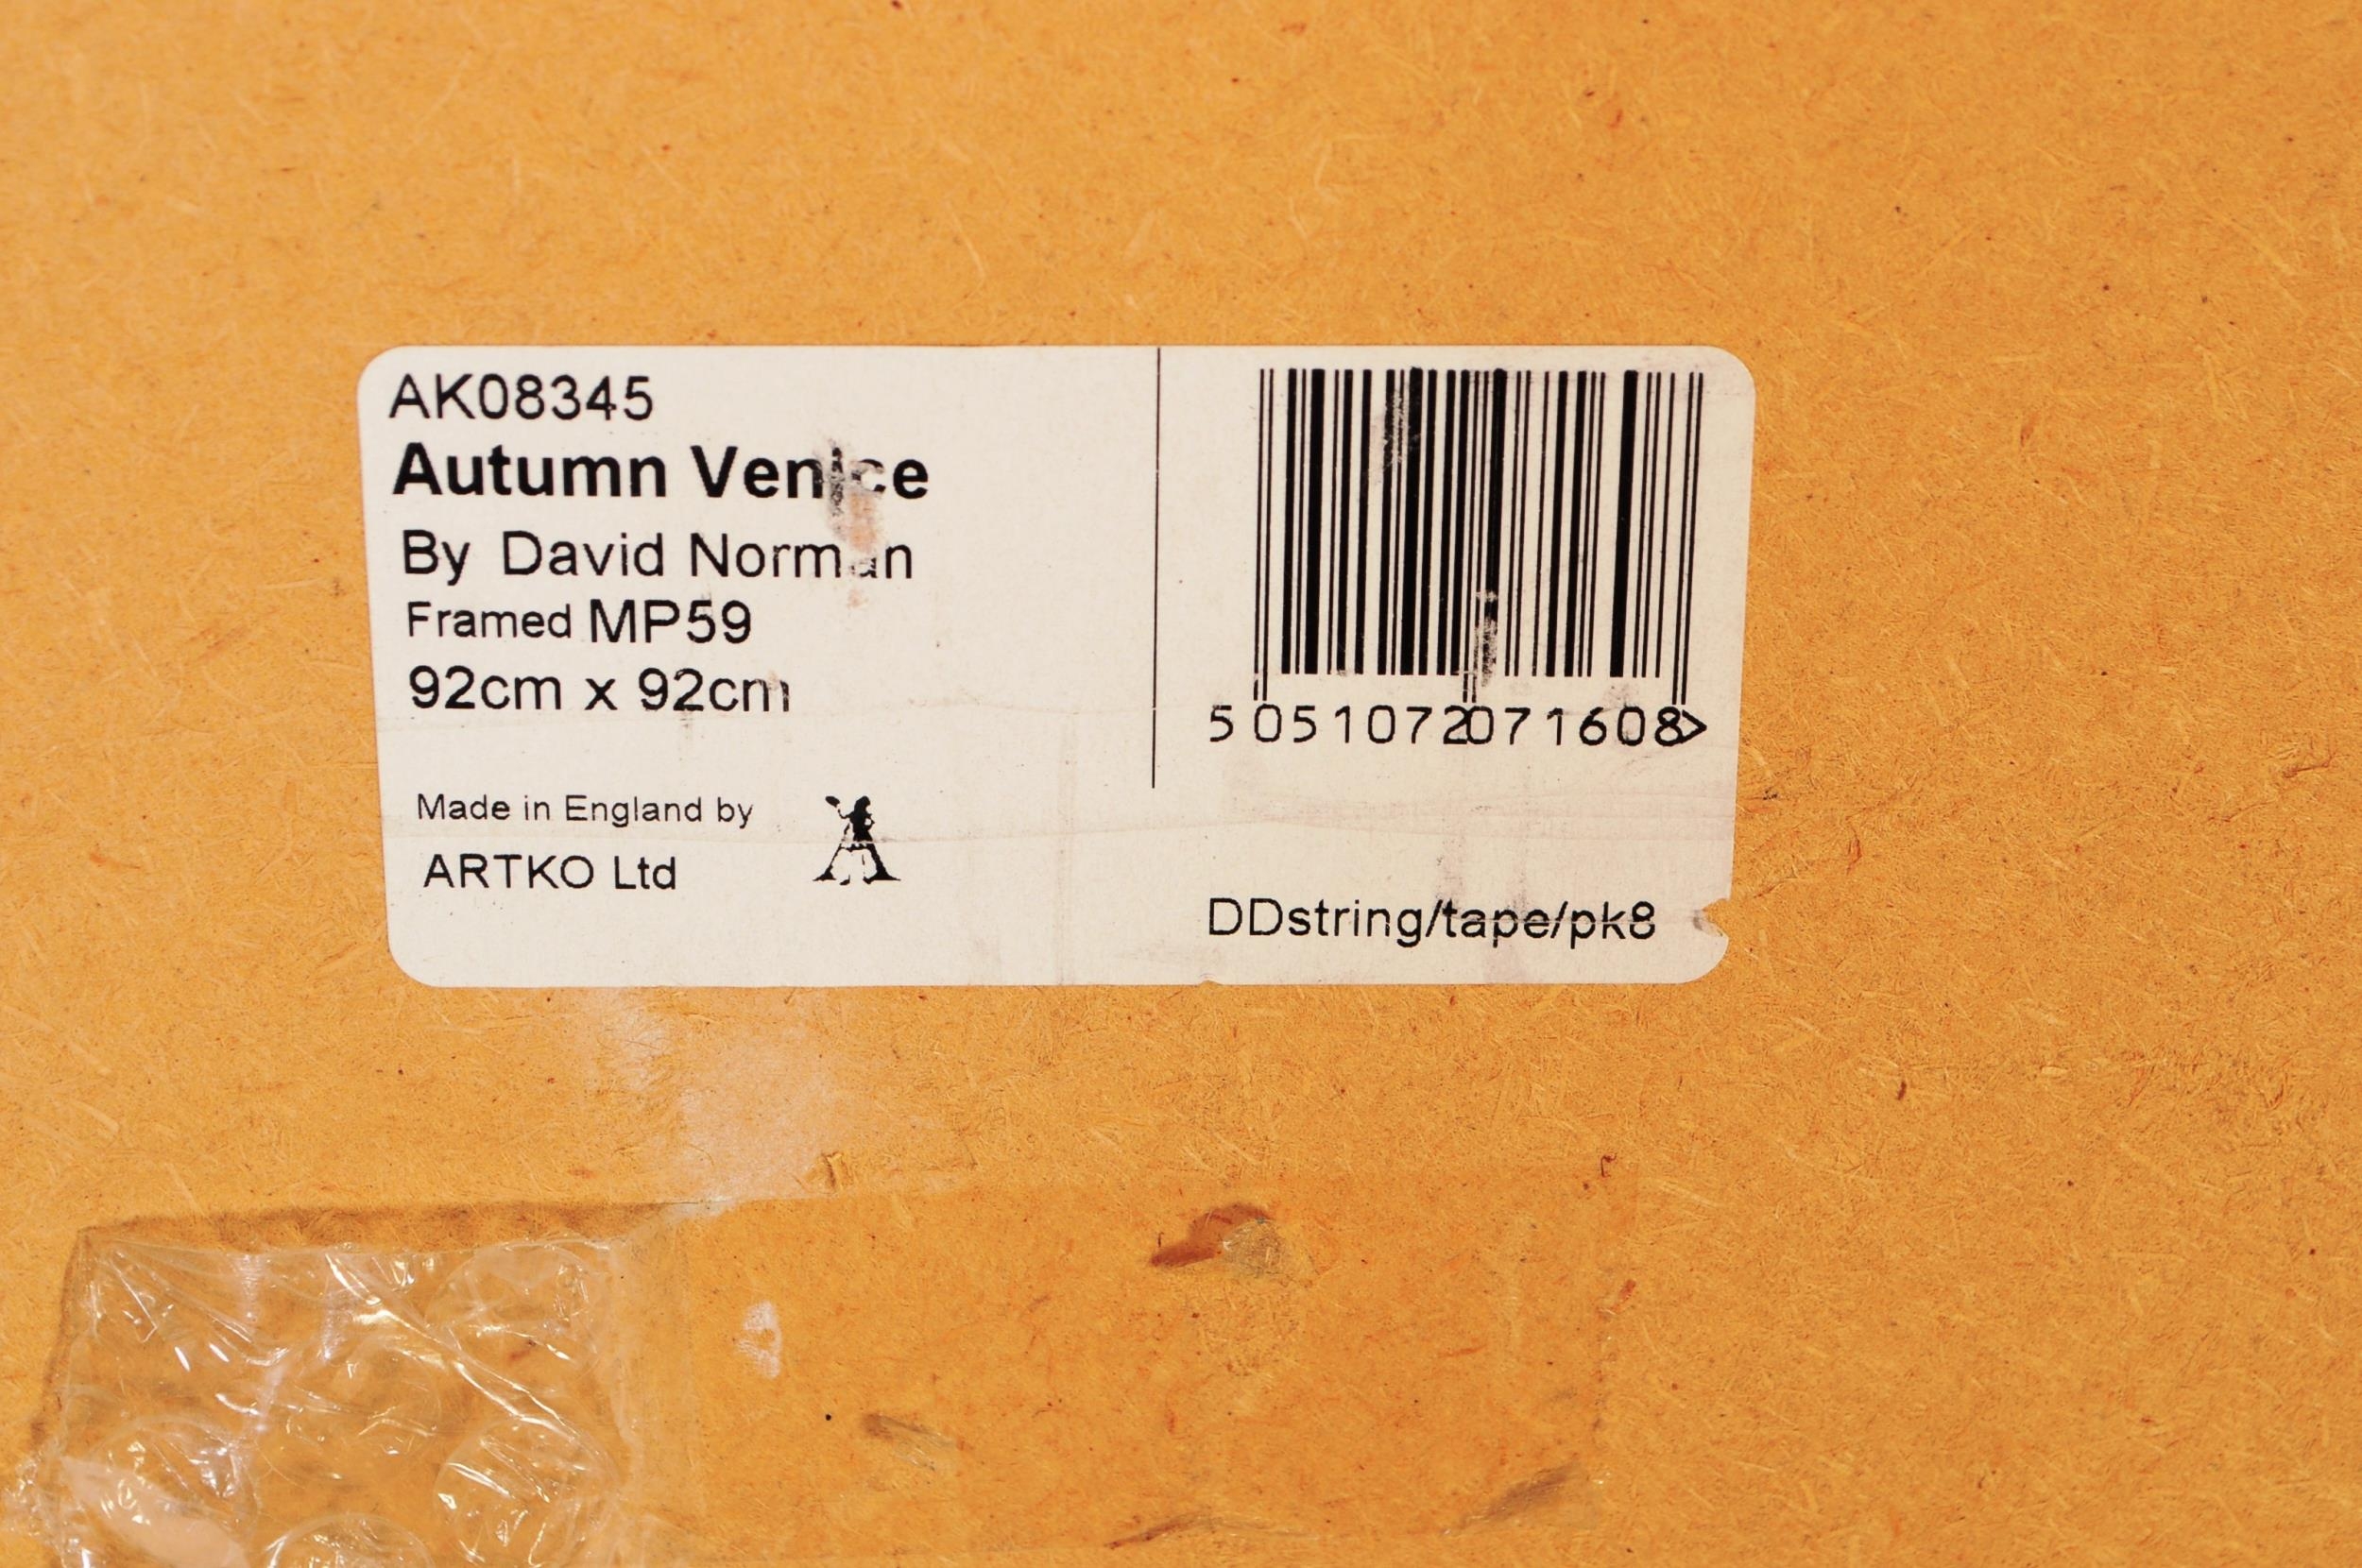 AK08345
Autumn Venice
By David Norman
Framed MP59
92cm x 92cm
Made in England by
ARTKO Ltd
5 051072 071608 >
DDstring/tape/pk8